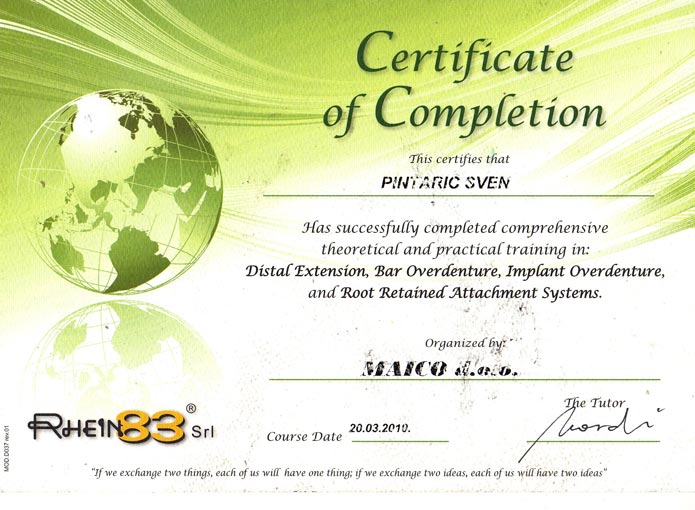 Certificate
of Completion
This certifies that
PINTARIC SVEN
Has successfully completed comprehensive
theoretical and practical training in:
Distal Extension, Bar Overdenture, Implant Overdenture,
and Root Retained Attachment Systems.
Organized by:
MAICO d.o.o.
RHEIN83® Srl
The Tutor
Course Date 20.03.2010.
MOD.D037 rev.01
"If we exchange two things, each of us will have one thing; if we exchange two ideas, each of us will have two ideas"